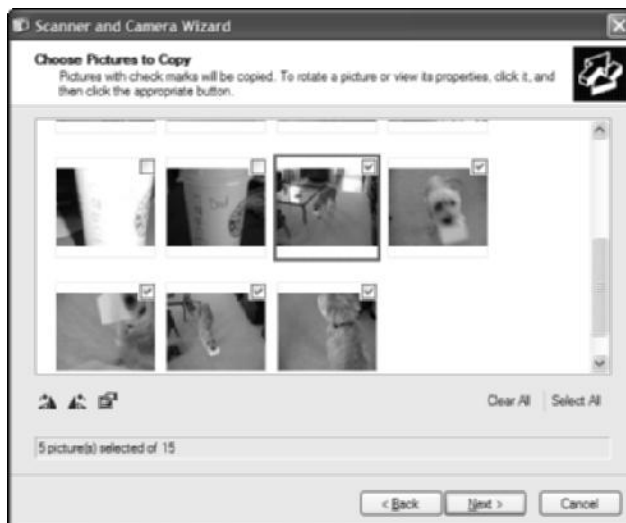 Scanner and Camera Wizard
Choose Pictures to Copy
Pictures with check marks will be copied. To rotate a picture or view its properties, click it, and
then click the appropriate button.
Clear All
Select All
5 picture(s) selected of 15
< Back
Next >
Cancel